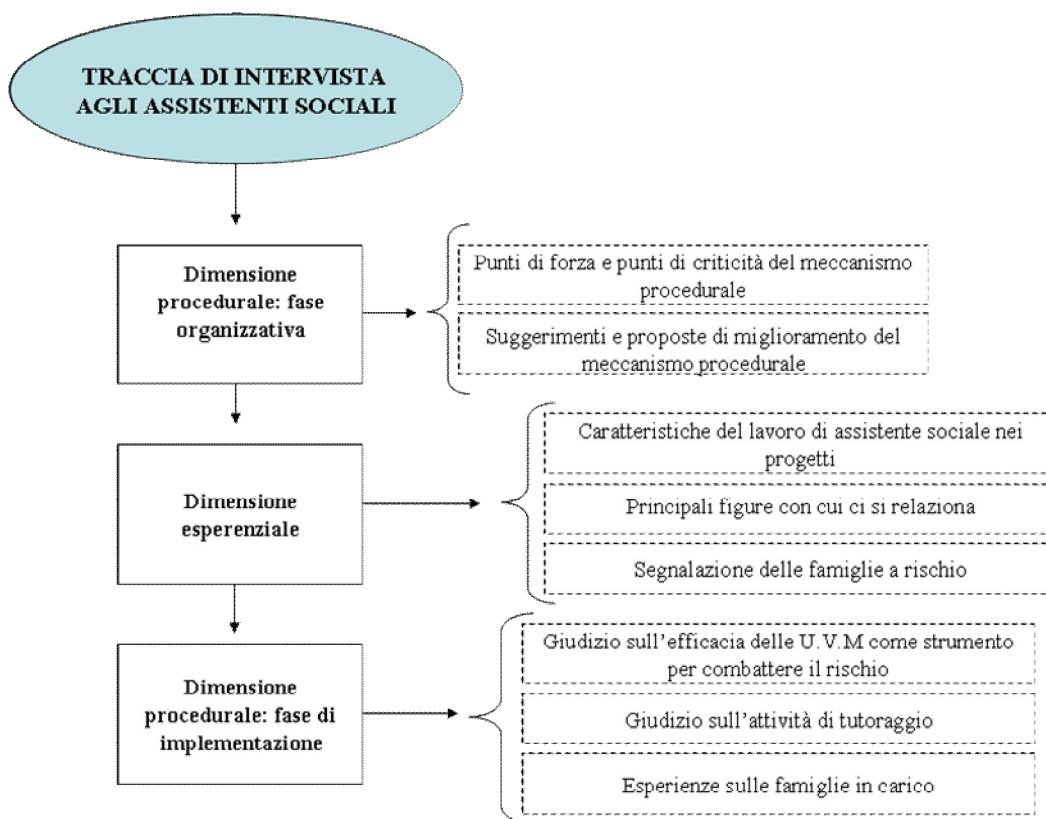 TRACCIA DI INTERVISTA
AGLI ASSISTENTI SOCIALI
Dimensione
procedurale: fase
organizzativa
Punti di forza e punti di criticità del meccanismo
procedurale
Suggerimenti e proposte di miglioramento del
meccanismo procedurale
Dimensione
esperenziale
Caratteristiche del lavoro di assistente sociale nei
progetti
Principali figure con cui ci si relaziona
Segnalazione delle famiglie a rischio
Dimensione
procedurale: fase di
implementazione
Giudizio sull'efficacia delle U.V.M come strumento
per combattere il rischio
Giudizio sull'attività di tutoraggio
Esperienze sulle famiglie in carico